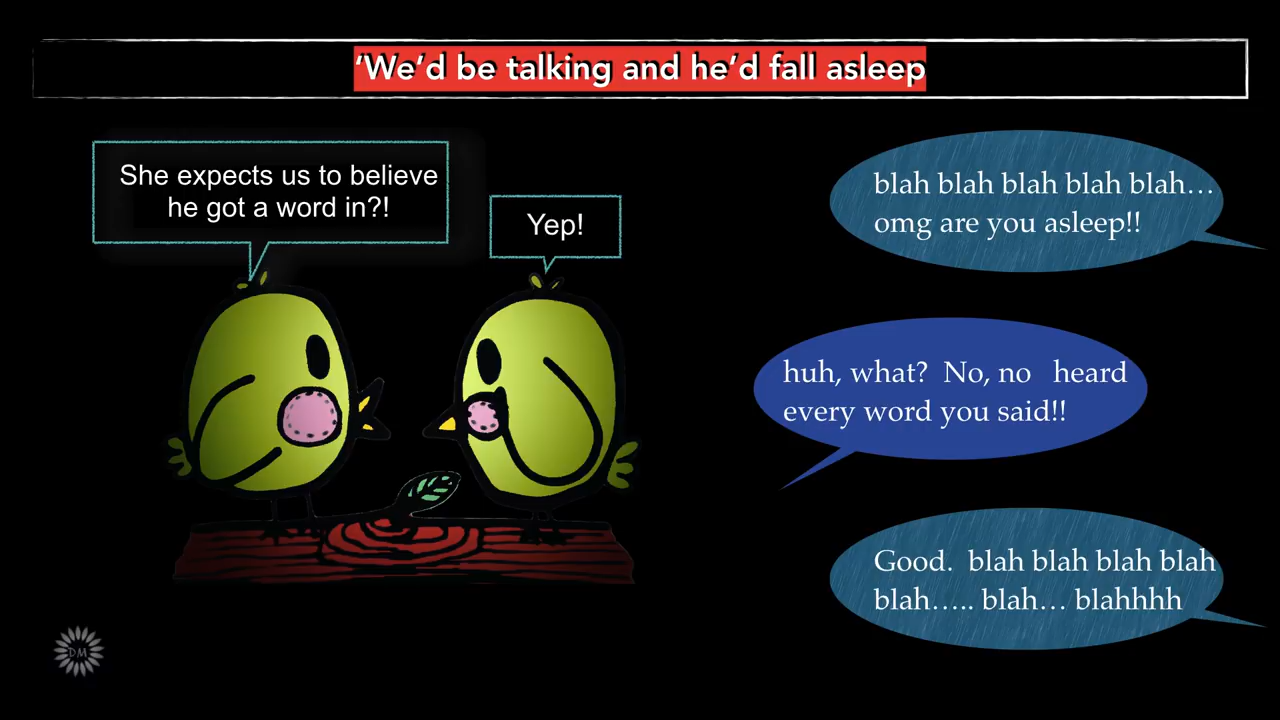 ‘We’d be talking and he’d fall asleep
She expects us to believe
he got a word in?!
Yep!
blah blah blah blah blah…
omg are you asleep!!
huh, what?  No, no   heard
every word you said!!
Good.  blah blah blah blah
blah….. blah… blahhhh
DM